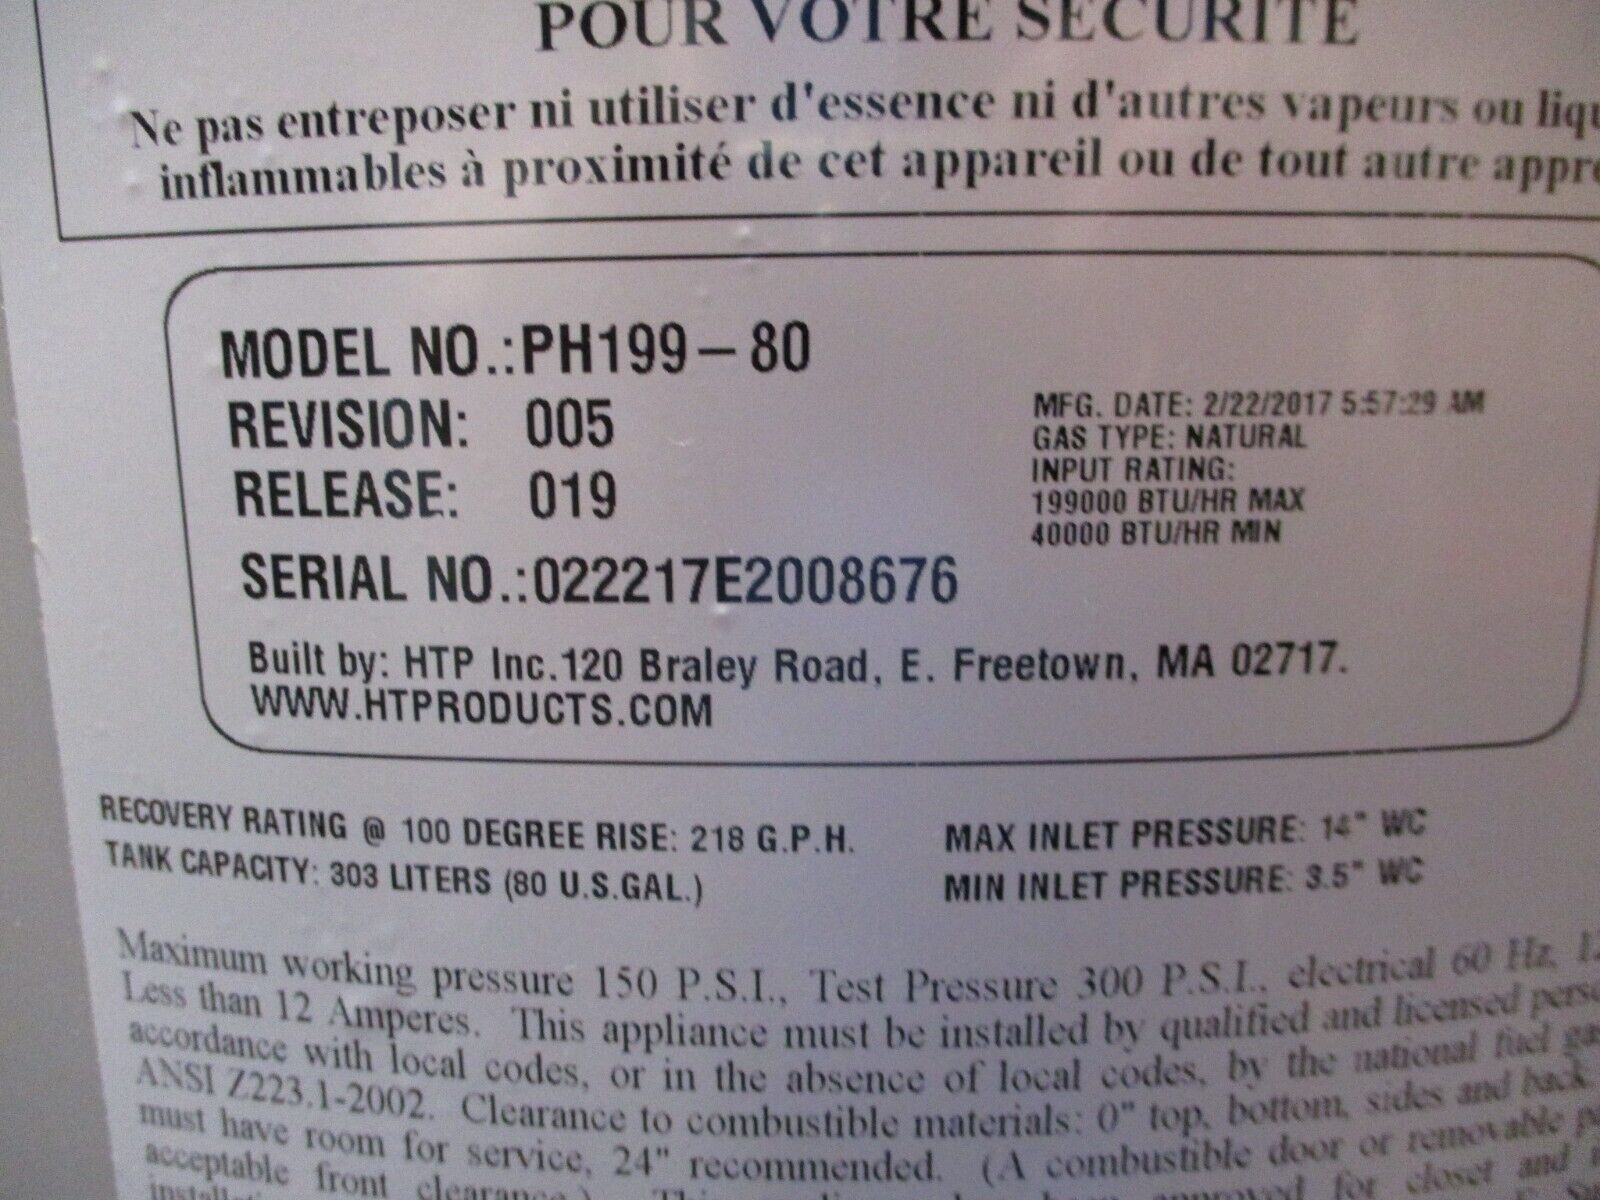 POUR VOTRE SÉCURITÉ
Ne pas entreposer ni utiliser d'essence ni d'autres vapeurs ou
inflammables à proximité de cet appareil ou de tout autre
MODEL NO.:PH199-80
REVISION: 005
RELEASE: 019
SERIAL NO.:022217E2008676
MFG. DATE: 2/22/2017 5:57:29 AM
GAS TYPE: NATURAL
INPUT RATING:
199000 BTU/HR MAX
40000 BTU/HR MIN
Built by: HTP Inc.120 Braley Road, E. Freetown, MA 02717.
WWW.HTPRODUCTS.COM
RECOVERY RATING @ 100 DEGREE RISE: 218 G.P.H.
TANK CAPACITY: 303 LITERS (80 U.S.GAL.)
MAX INLET PRESSURE: 14" WC
MIN INLET PRESSURE: 3.5" WC
Maximum working pressure 150 P.S.I., Test Pressure 300 P.S.I., electrical 60 Hz,
Less than 12 Amperes. This appliance must be installed by qualified and licensed
accordance with local codes, or in the absence of local codes, by the national fuel
ANSI Z223.1-2002. Clearance to combustible materials: 0" top, bottom, sides and back
must have room for service, 24" recommended. (A combustible door or removable
acceptable front clearance.) approved for closet and